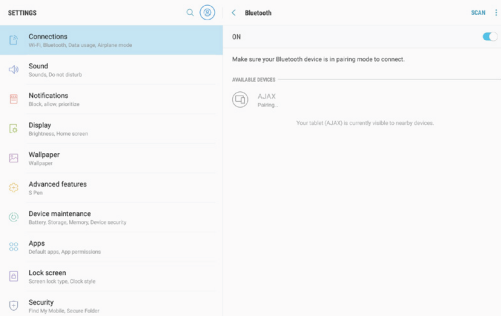 SETTINGS
Connections
Wi-Fi, Bluetooth, Data usage, Airplane mode
Sound
Sounds, Do not disturb
Notifications
Block, allow, prioritize
Display
Brightness, Home screen
Wallpaper
Wallpaper
Advanced features
S Pen
Device maintenance
Battery, Storage, Memory, Device security
Apps
Default apps, App permissions
Lock screen
Screen lock type, Clock style
Security
Find My Mobile, Secure Folder
Bluetooth
SCAN
ON
Make sure your Bluetooth device is in pairing mode to connect.
AVAILABLE DEVICES
AJAX
Pairing...
Your tablet (AJAX) is currently visible to nearby devices.